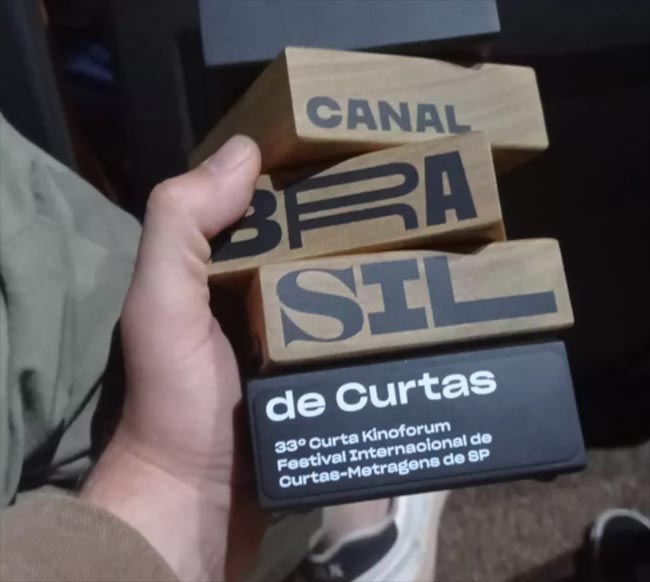 CANAL
BRA
SIL
de Curtas
33º Curta Kinoforum
Festival Internacional de
Curtas-Metragens de SP